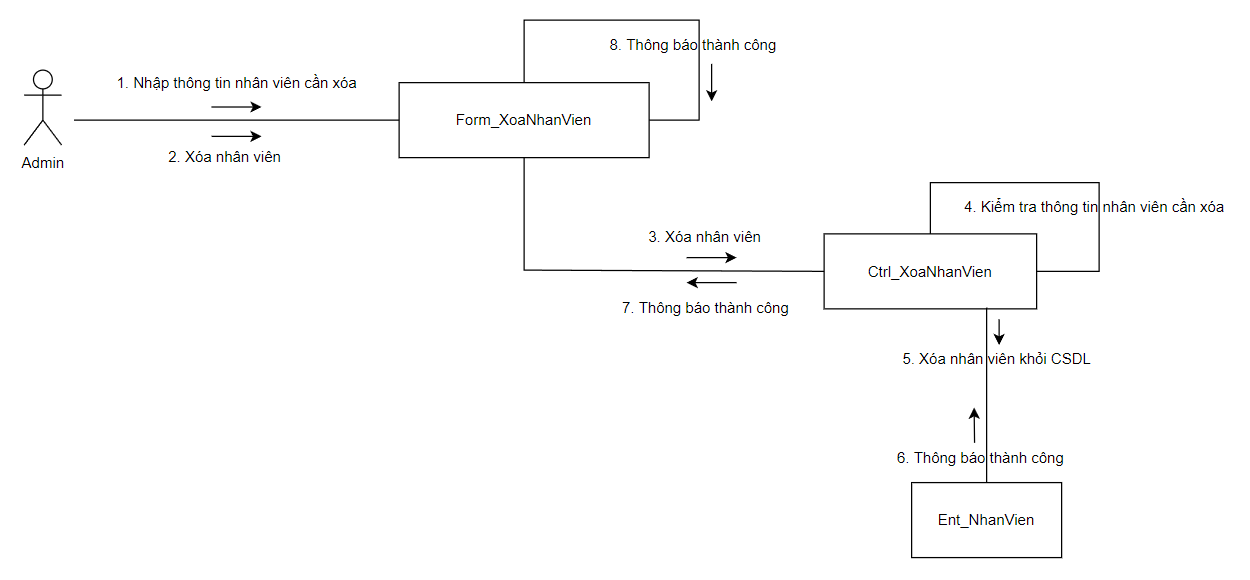 8. Thông báo thành công
1. Nhập thông tin nhân viên cần xóa
Form_XoaNhanVien
2. Xóa nhân viên
Admin
4. Kiểm tra thông tin nhân viên cần xóa
3. Xóa nhân viên
Ctrl_XoaNhanVien
7. Thông báo thành công
5. Xóa nhân viên khỏi CSDL
6. Thông báo thành công
Ent_NhanVien